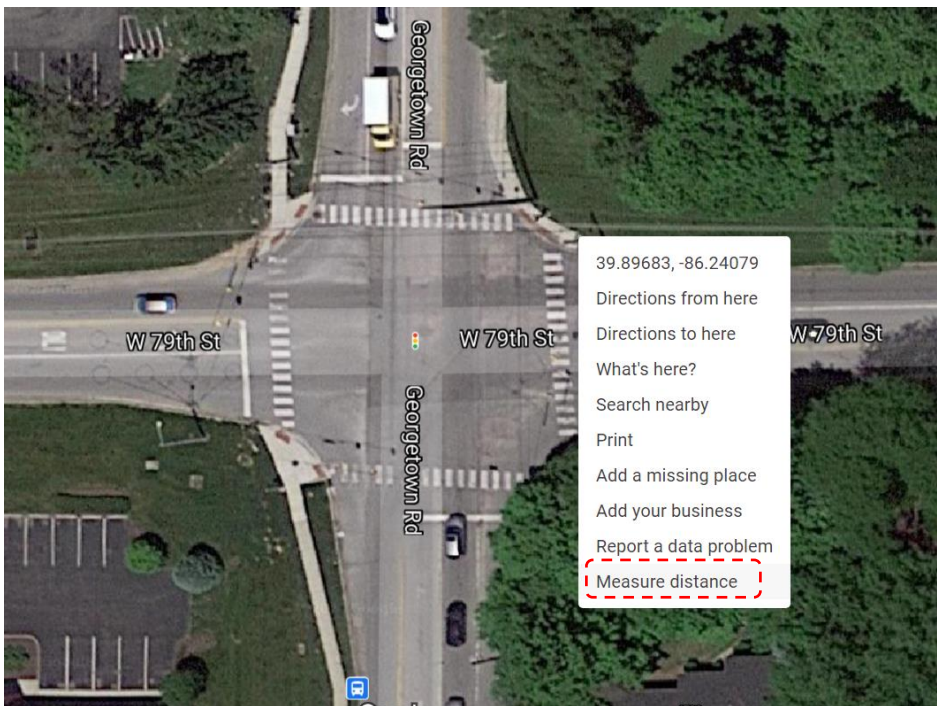 Georgetown Rd
39.89683, -86.24079
Directions from here
Directions to here
W 79th St
W 79th St
W 79th St
What's here?
Search nearby
Georgetown Rd
Print
Add a missing place
Add your business
Report a data problem
Measure distance